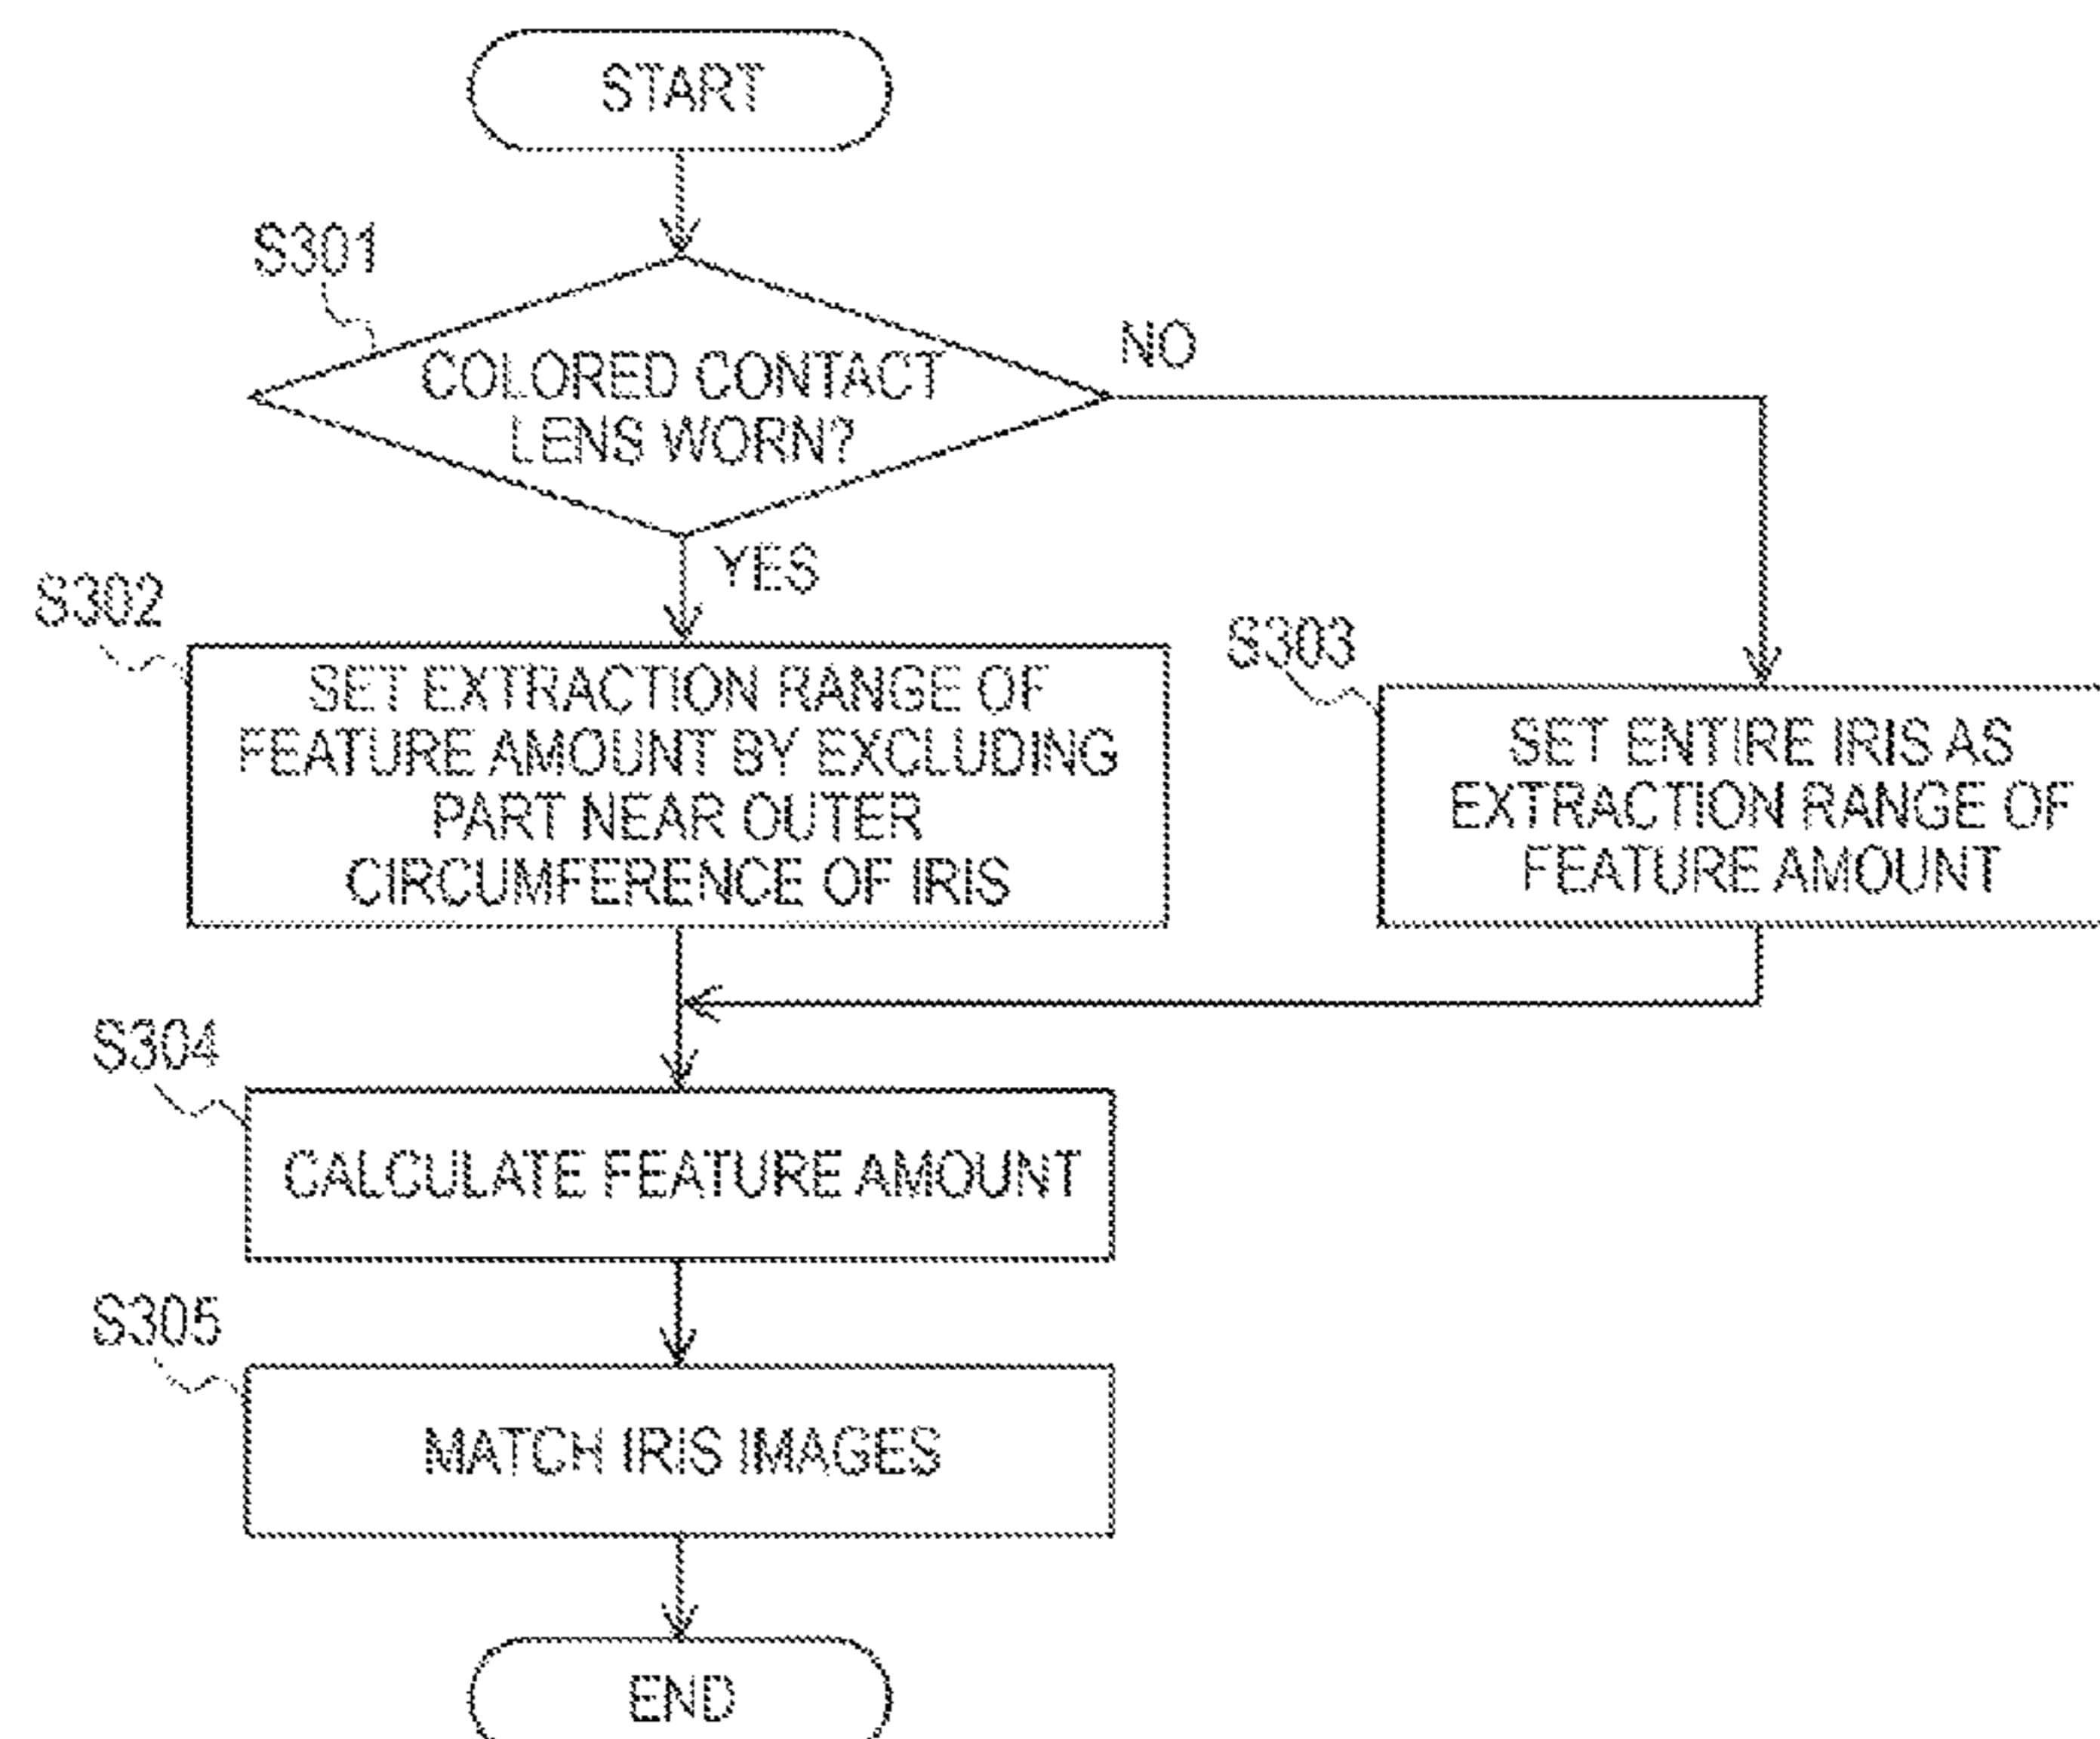 START
S301
COLORED CONTACT
LENS WORN?
NO
YES
S302
SET EXTRACTION RANGE OF
FEATURE AMOUNT BY EXCLUDING
PART NEAR OUTER
CIRCUMFERENCE OF IRIS
S303
SET ENTIRE IRIS AS
EXTRACTION RANGE OF
FEATURE AMOUNT
S304
CALCULATE FEATURE AMOUNT
S305
MATCH IRIS IMAGES
END